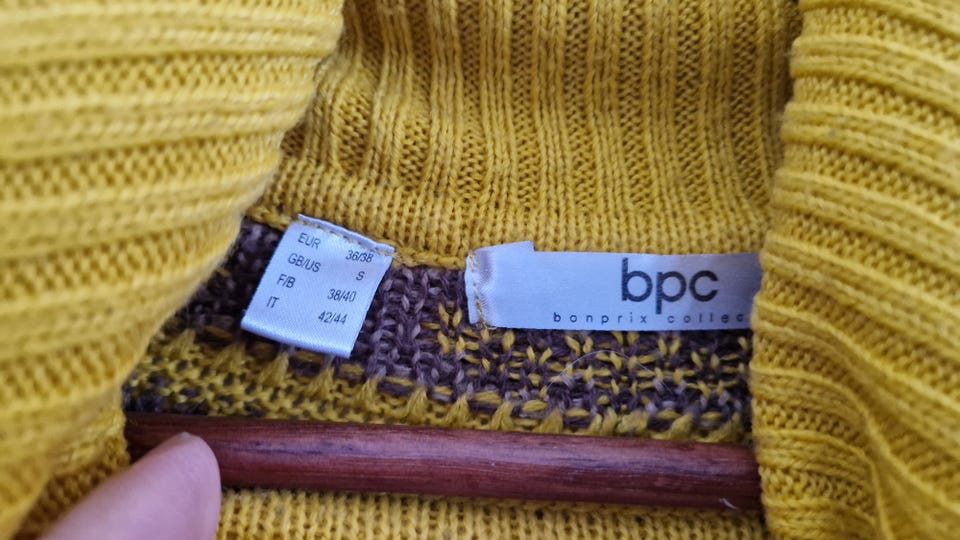 EUR 36/38
GB/US S
F/B 38/40
IT 42/44
bpc
bonprix collec